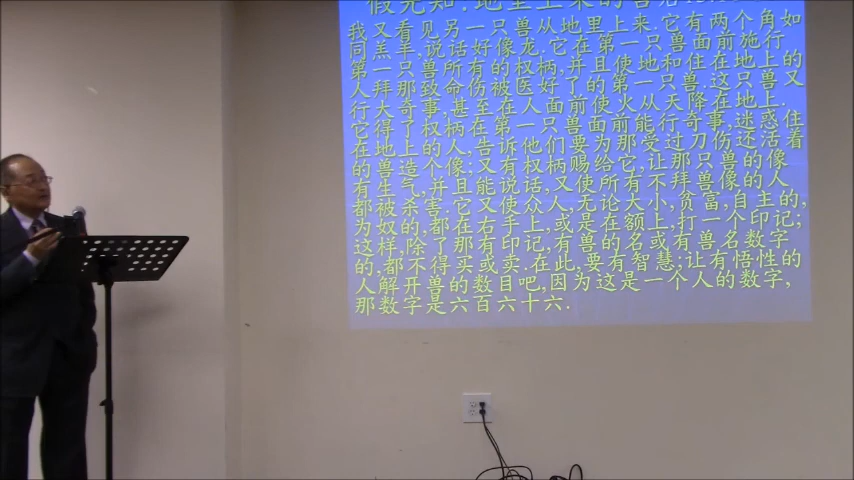 假先知.地里上来的兽
我又看见另一只兽从地里上来.它有两个角如
同羔羊,说话好像龙.它在第一只兽面前施行
第一只兽所有的权柄,并且使地和住在地上的
人拜那致命伤被医好了的第一只兽.这只兽又
行大奇事,甚至在人面前使火从天降在地上.
它得了权柄在第一只兽面前能行奇事,迷惑住
在地上的人,告诉他们要为那受过刀伤还活着
的兽造个像;又有权柄赐给它,让那只兽的像
有生气,并且能说话,又使所有不拜兽像的人
都被杀害.它又使众人,无论大小,贪富,自主的,
为奴的,都在右手上,或是在额上,打一个印记;
这样,除了那有印记,有兽的名或有兽名数字
的,都不得买或卖.在此,要有智慧;让有悟性的
人解开兽的数目吧,因为这是一个人的数字,
那数字是六百六十六.